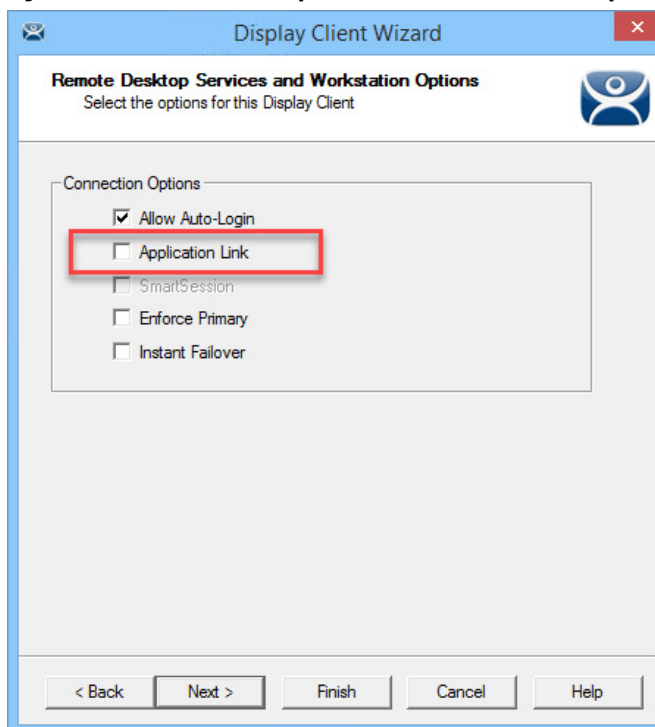 Display Client Wizard
Remote Desktop Services and Workstation Options
Select the options for this Display Client
Connection Options
Allow Auto-Login
Application Link
SmartSession
Enforce Primary
Instant Failover
< Back Next > Finish Cancel Help